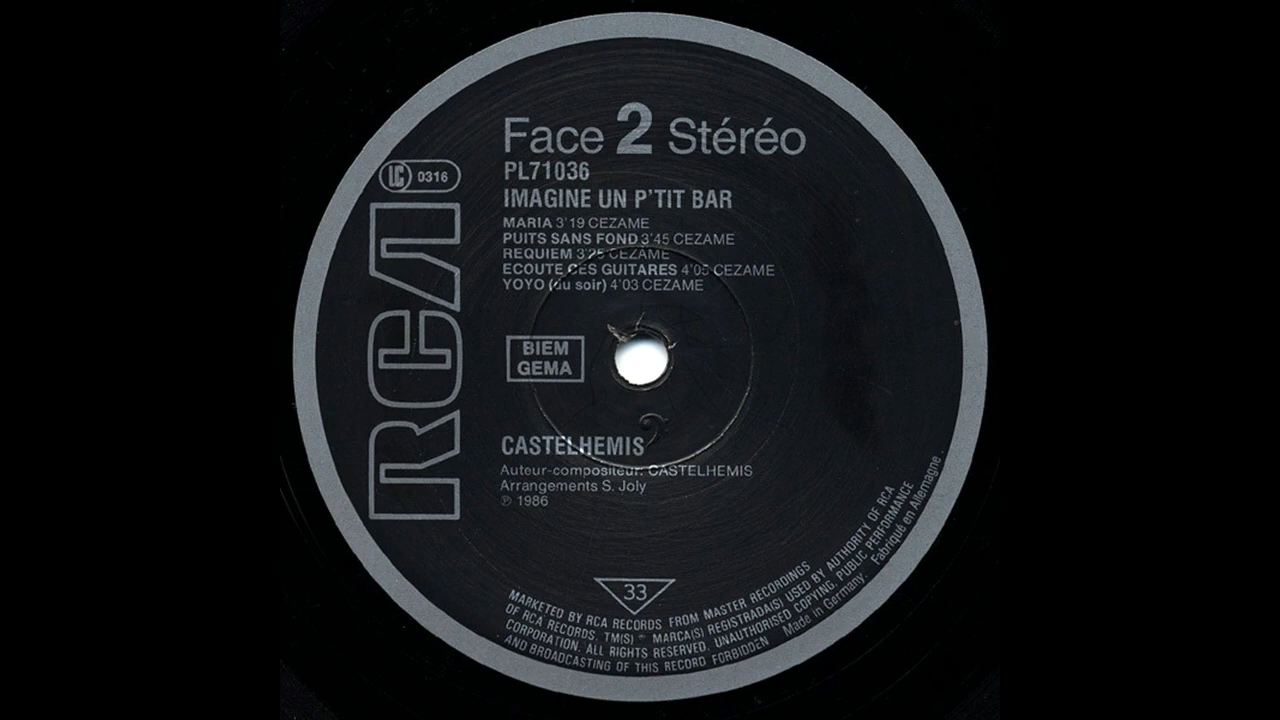 Face 2 Stéréo
PL71036
LC 0316
IMAGINE UN P'TIT BAR
MARIA 3'19 CEZAME
PUITS SANS FOND 3'45 CEZAME
REQUIEM 3'25 CEZAME
ECOUTE CES GUITARES 4'05 CEZAME
YOYO (du soir) 4'03 CEZAME
RCA
BIEM
GEMA
CASTELHEMIS
Auteur-compositeur: CASTELHEMIS
Arrangements S. Joly
℗ 1986
33
MARKETED BY RCA RECORDS FROM MASTER RECORDINGS
OF RCA RECORDS. TM(S) ® MARCA(S) REGISTRADA(S) USED BY AUTHORITY OF RCA
CORPORATION. ALL RIGHTS RESERVED. UNAUTHORISED COPYING, PUBLIC PERFORMANCE
AND BROADCASTING OF THIS RECORD FORBIDDEN Made in Germany. Fabriqué en Allemagne.